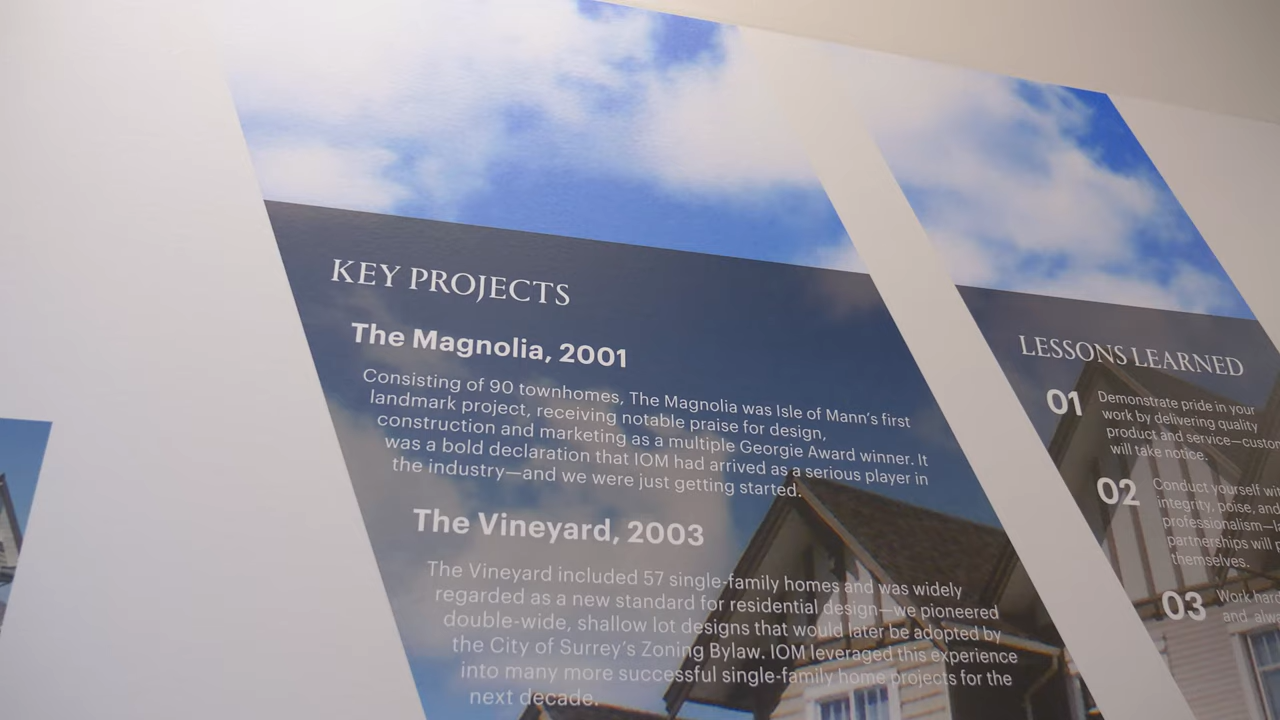 KEY PROJECTS
The Magnolia, 2001
Consisting of 90 townhomes, The Magnolia was Isle of Mann's first
landmark project, receiving notable praise for design,
construction and marketing as a multiple Georgie Award winner. It
was a bold declaration that IOM had arrived as a serious player in
the industry—and we were just getting started.
The Vineyard, 2003
The Vineyard included 57 single-family homes and was widely
regarded as a new standard for residential design—we pioneered
double-wide, shallow lot designs that would later be adopted by
the City of Surrey's Zoning Bylaw. IOM leveraged this experience
into many more successful single-family home projects for the
next decade.
LESSONS LEARNED
01
Demonstrate pride in your
work by delivering quality
product and service—
will take notice.
02
Conduct yourself
integrity, poise, and
professionalism—
partnerships will
themselves.
03
Work hard
and